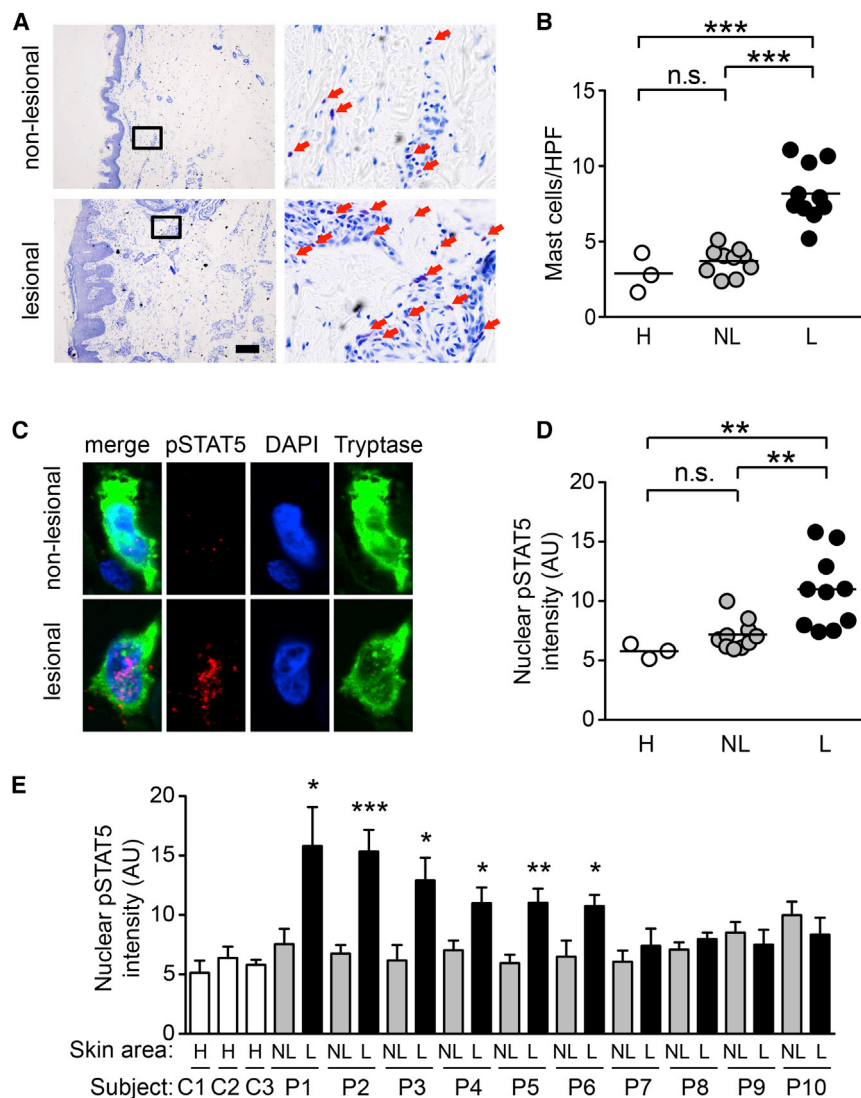 A
non-lesional
lesional
B
***
n.s.
***
Mast cells/HPF
15
10
5
0
H NL L
C
merge pSTAT5 DAPI Tryptase
non-lesional
lesional
D
**
n.s.
**
Nuclear pSTAT5
intensity (AU)
20
15
10
5
0
H NL L
E
Nuclear pSTAT5
intensity (AU)
20
15
10
5
0
* *** * * ** *
Skin area: H H H NL L NL L NL L NL L NL L NL L NL L NL L NL L NL L
Subject: C1 C2 C3 P1 P2 P3 P4 P5 P6 P7 P8 P9 P10